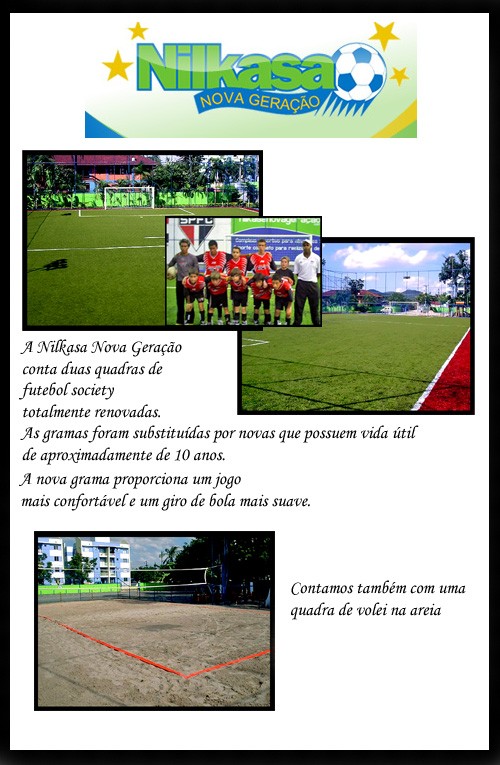 Nilkasa
NOVA GERAÇÃO
SPFC
A Nilkasa Nova Geração
conta duas quadras de
futebol society
totalmente renovadas.
As gramas foram substituídas por novas que possuem vida útil
de aproximadamente de 10 anos.
A nova grama proporciona um jogo
mais confortável e um giro de bola mais suave.
Contamos também com uma
quadra de volei na areia